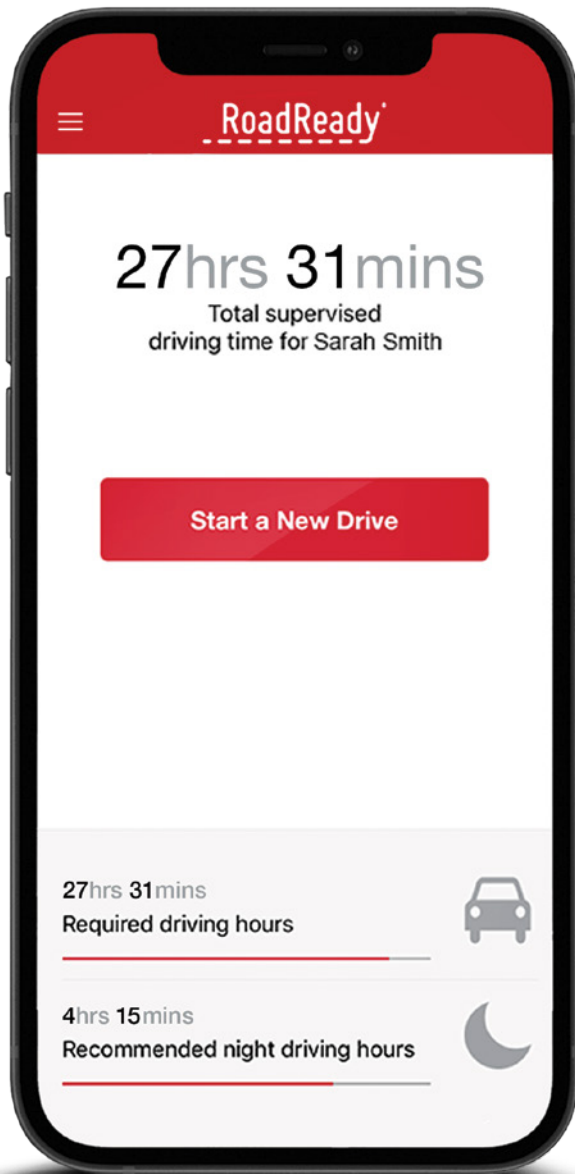 RoadReady
27hrs 31mins
Total supervised
driving time for Sarah Smith
Start a New Drive
27hrs 31mins
Required driving hours
4hrs 15mins
Recommended night driving hours